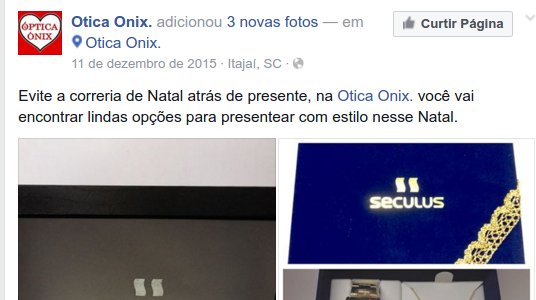 ÓPTICA
ÔNIX
Otica Onix. adicionou 3 novas fotos — em
Otica Onix.
Curtir Página
11 de dezembro de 2015 · Itajaí, SC ·
Evite a correria de Natal atrás de presente, na Otica Onix. você vai
encontrar lindas opções para presentear com estilo nesse Natal.
seculus